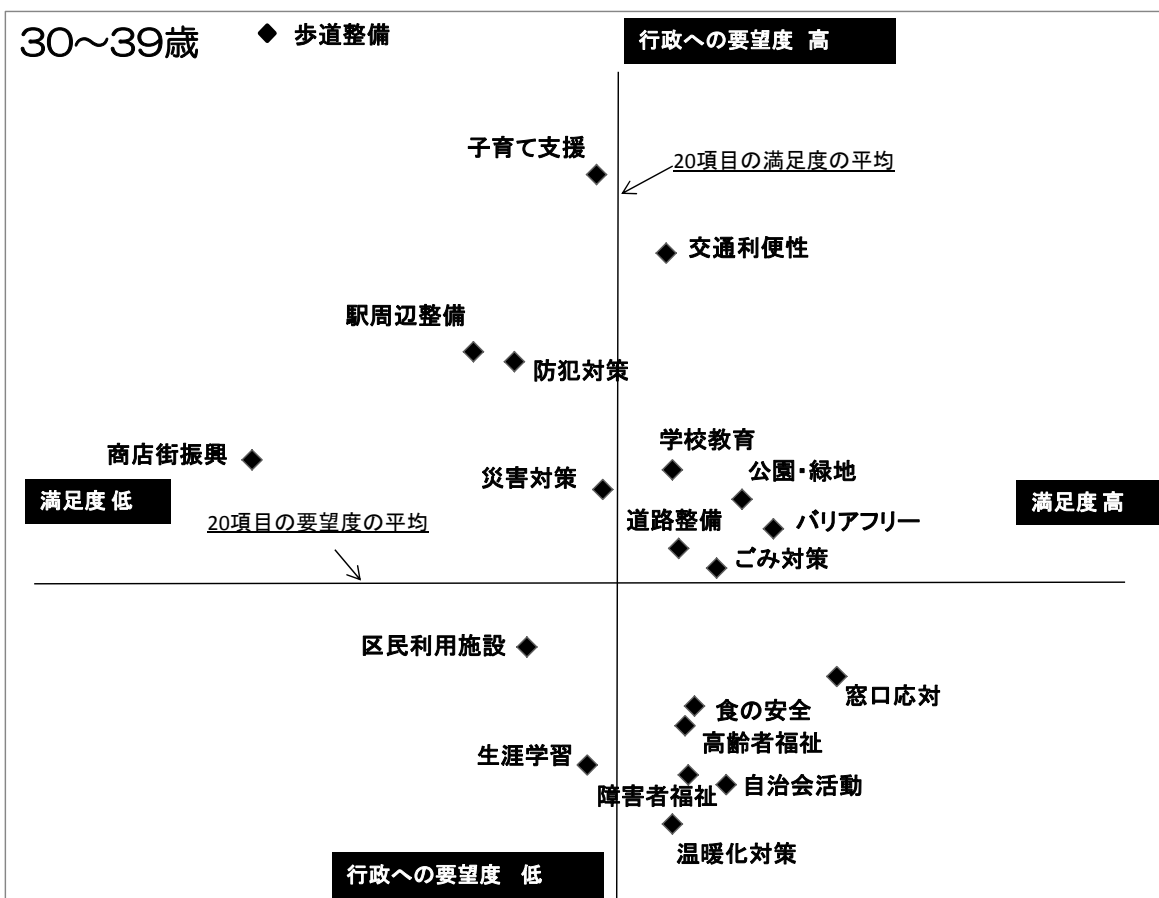 30～39歳
歩道整備
行政への要望度 高
子育て支援
20項目の満足度の平均
交通利便性
駅周辺整備
防犯対策
学校教育
商店街振興
公園・緑地
災害対策
満足度 低
満足度 高
20項目の要望度の平均
道路整備
バリアフリー
ごみ対策
区民利用施設
窓口応対
食の安全
高齢者福祉
生涯学習
障害者福祉
自治会活動
温暖化対策
行政への要望度 低